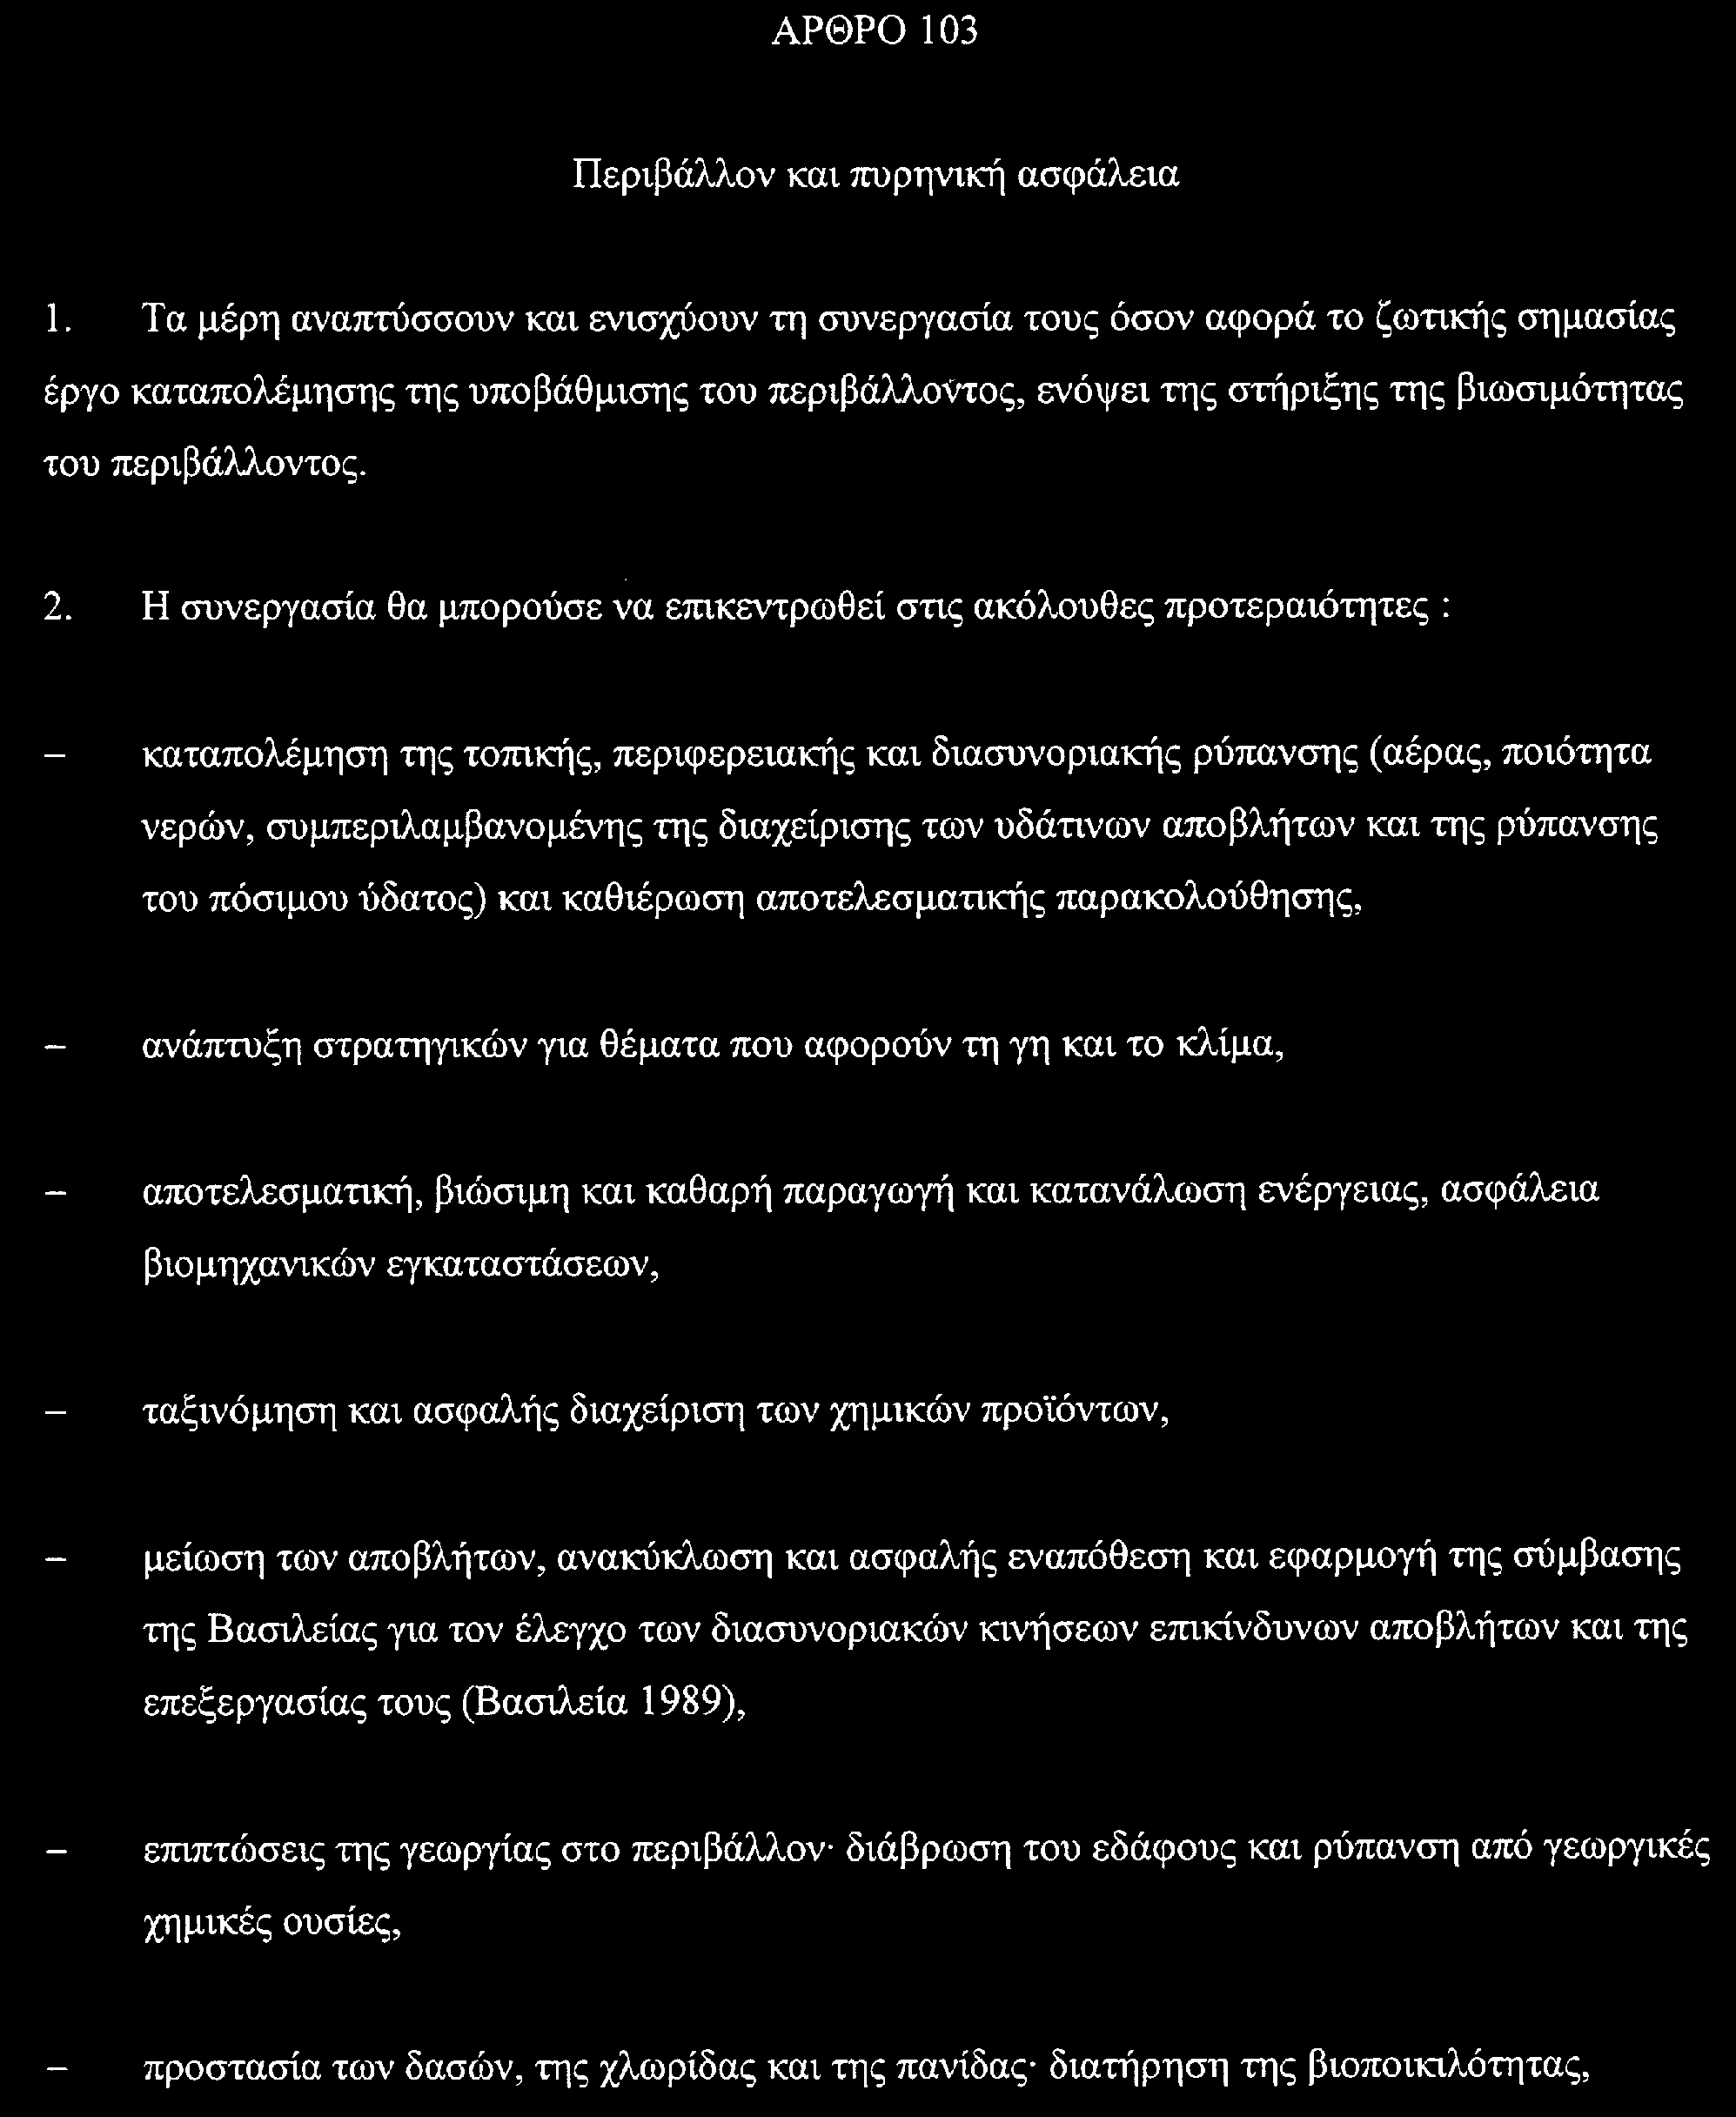 ΑΡΘΡΟ 103
Περιβάλλον και πυρηνική ασφάλεια
1. Τα μέρη αναπτύσσουν και ενισχύουν τη συνεργασία τους όσον αφορά το ζωτικής σημασίας
έργο καταπολέμησης της υποβάθμισης του περιβάλλοντος, ενόψει της στήριξης της βιωσιμότητας
του περιβάλλοντος.
2. Η συνεργασία θα μπορούσε να επικεντρωθεί στις ακόλουθες προτεραιότητες :
– καταπολέμηση της τοπικής, περιφερειακής και διασυνοριακής ρύπανσης (αέρας, ποιότητα
νερών, συμπεριλαμβανομένης της διαχείρισης των υδάτινων αποβλήτων και της ρύπανσης
του πόσιμου ύδατος) και καθιέρωση αποτελεσματικής παρακολούθησης,
– ανάπτυξη στρατηγικών για θέματα που αφορούν τη γη και το κλίμα,
– αποτελεσματική, βιώσιμη και καθαρή παραγωγή και κατανάλωση ενέργειας, ασφάλεια
βιομηχανικών εγκαταστάσεων,
– ταξινόμηση και ασφαλής διαχείριση των χημικών προϊόντων,
– μείωση των αποβλήτων, ανακύκλωση και ασφαλής εναπόθεση και εφαρμογή της σύμβασης
της Βασιλείας για τον έλεγχο των διασυνοριακών κινήσεων επικίνδυνων αποβλήτων και της
επεξεργασίας τους (Βασιλεία 1989),
– επιπτώσεις της γεωργίας στο περιβάλλον· διάβρωση του εδάφους και ρύπανση από γεωργικές
χημικές ουσίες,
– προστασία των δασών, της χλωρίδας και της πανίδας· διατήρηση της βιοποικιλότητας,